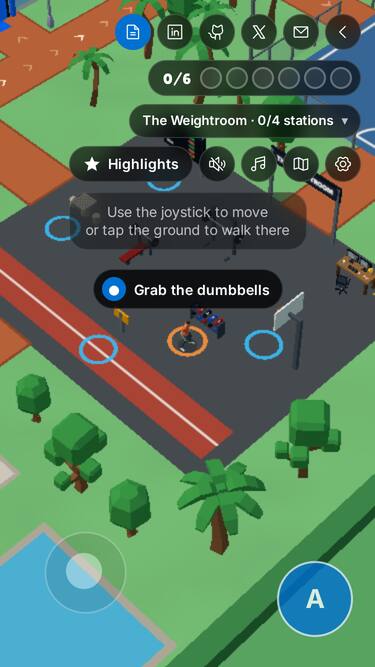 in
X
0/6
The Weightroom · 0/4 stations ▾
★ Highlights
Use the joystick to move
or tap the ground to walk there
Grab the dumbbells
A